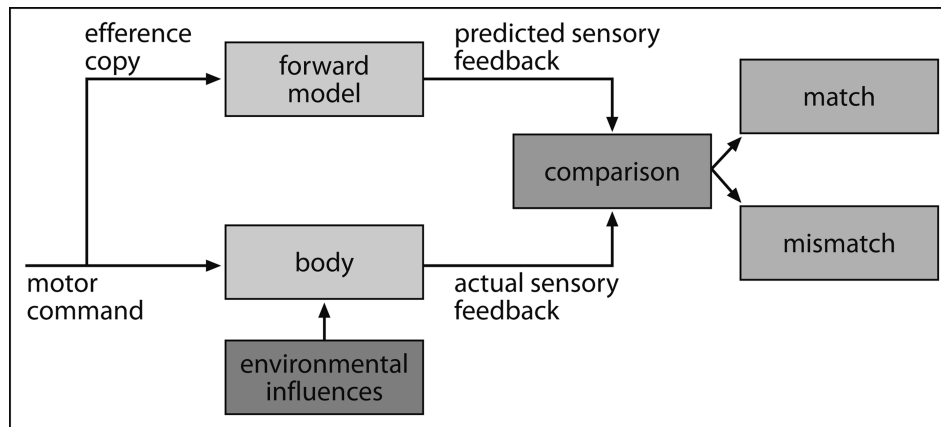 efference
copy
forward
model
predicted sensory
feedback
match
comparison
mismatch
motor
command
body
actual sensory
feedback
environmental
influences